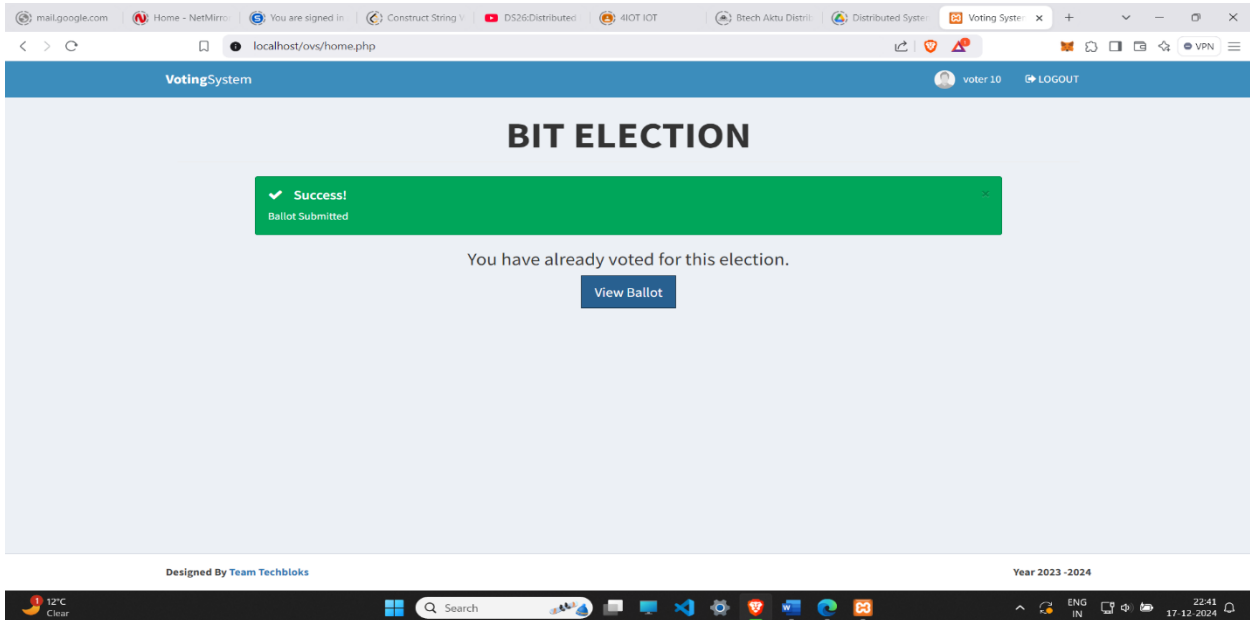 mail.google.com Home - NetMirro You are signed in Construct String V DS26:Distributed 4IOT IOT Btech Aktu Distrib Distributed System Voting System
localhost/ovs/home.php VPN
VotingSystem voter 10 LOGOUT
BIT ELECTION
Success!
Ballot Submitted
You have already voted for this election.
View Ballot
Designed By Team Techbloks Year 2023 -2024
1 12°C Search ENG 22:41
Clear IN 17-12-2024